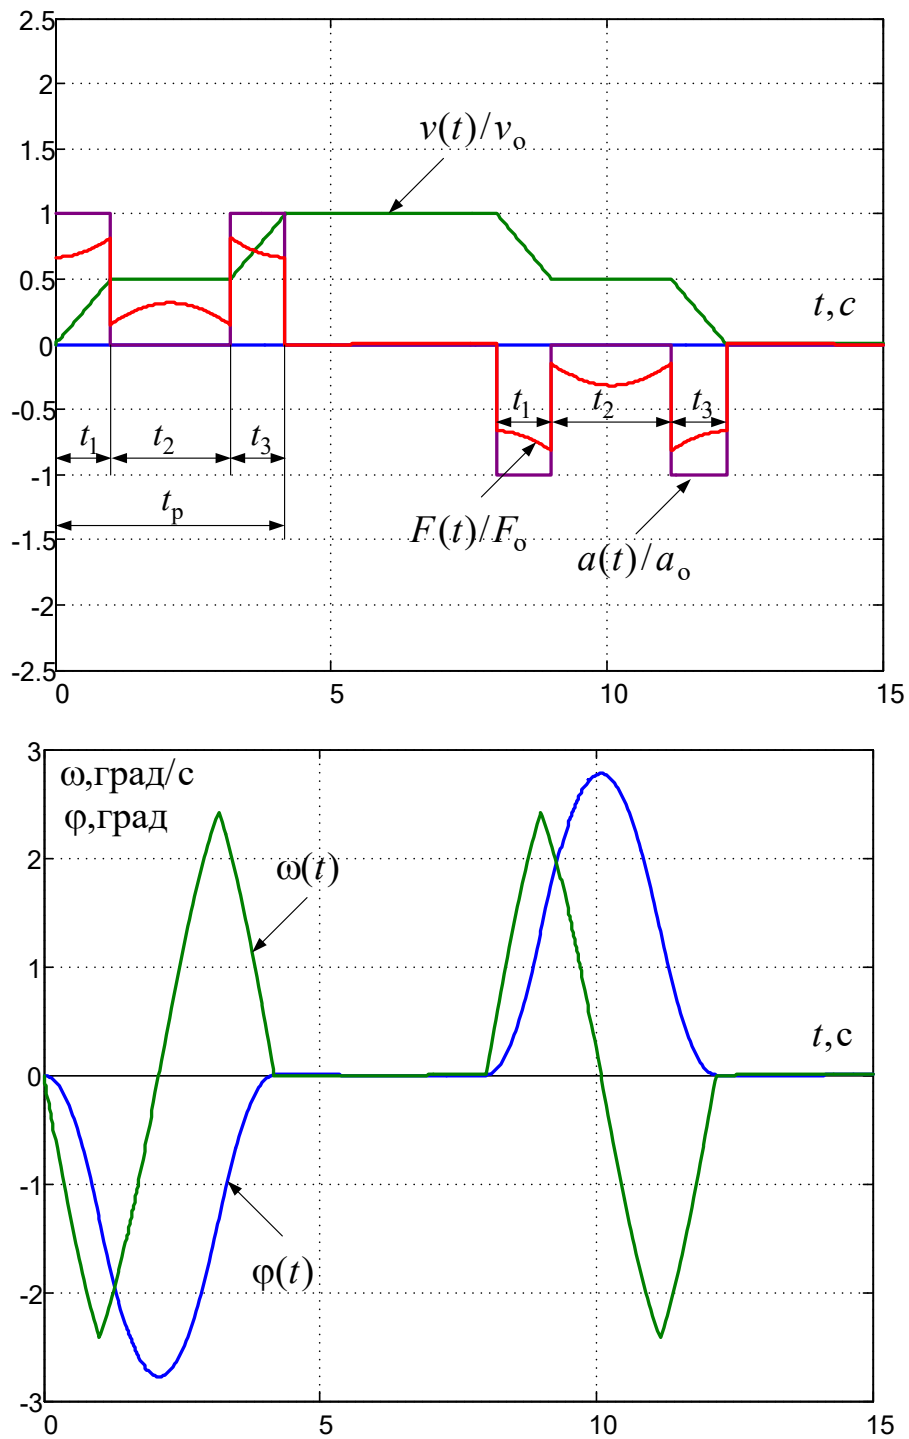 2.5
2
v(t)/vₒ
1.5
1
0.5
t,c
0
t₁ t₂ t₃
-0.5
t₁ t₂ t₃
-1
tₚ
F(t)/Fₒ
-1.5
a(t)/aₒ
-2
-2.5
0 5 10 15
3
ω,град/с
φ,град
2
ω(t)
1
t,с
0
-1
φ(t)
-2
-3
0 5 10 15